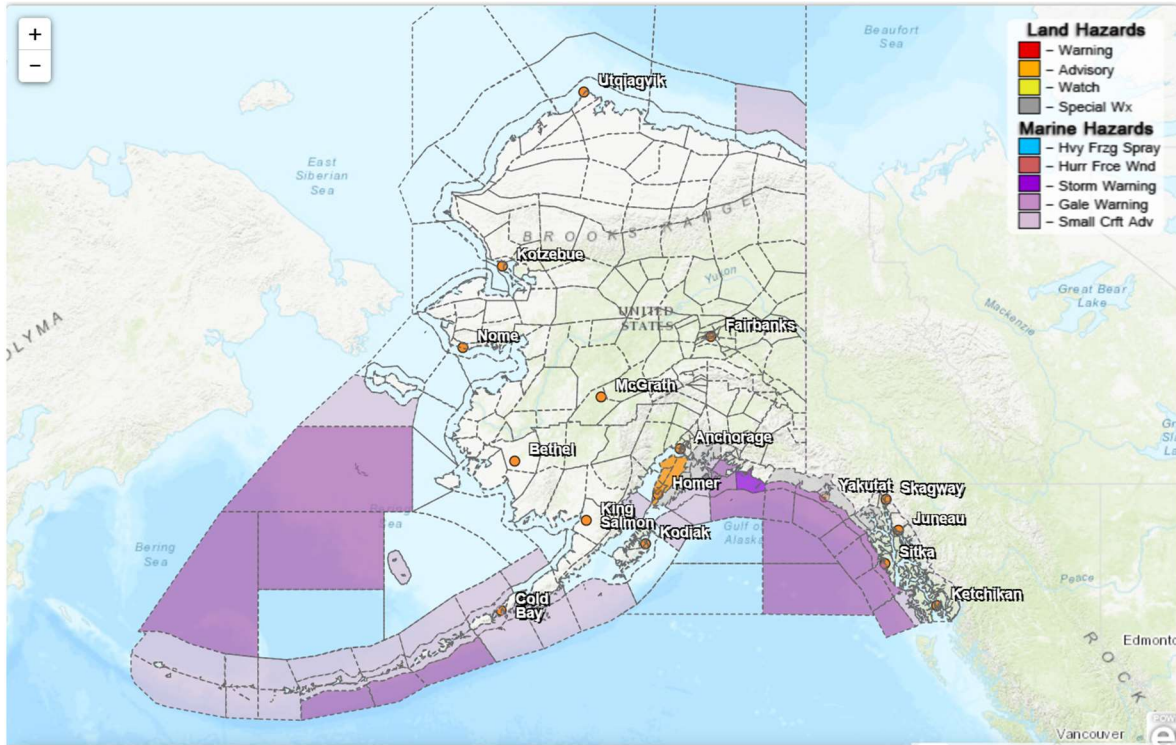 +
−
Beaufort
Sea
Land Hazards
– Warning
– Advisory
– Watch
– Special Wx
Marine Hazards
– Hvy Frzg Spray
– Hurr Frce Wnd
– Storm Warning
– Gale Warning
– Small Crft Adv
Utqiagvik
East
Siberian
Sea
BROOKS RANGE
Kotzebue
Yukon
Great Bear
Lake
Mackenzie
UNITED
STATES
Fairbanks
Nome
OLYMA
McGrath
Anchorage
Bethel
Homer
Yakutat
Skagway
King
Salmon
Kodiak
Gulf of
Alaska
Juneau
Sitka
Bering
Sea
Sea
Peace
Ketchikan
Cold
Bay
ROCK
Edmonto
Vancouver
POW
e